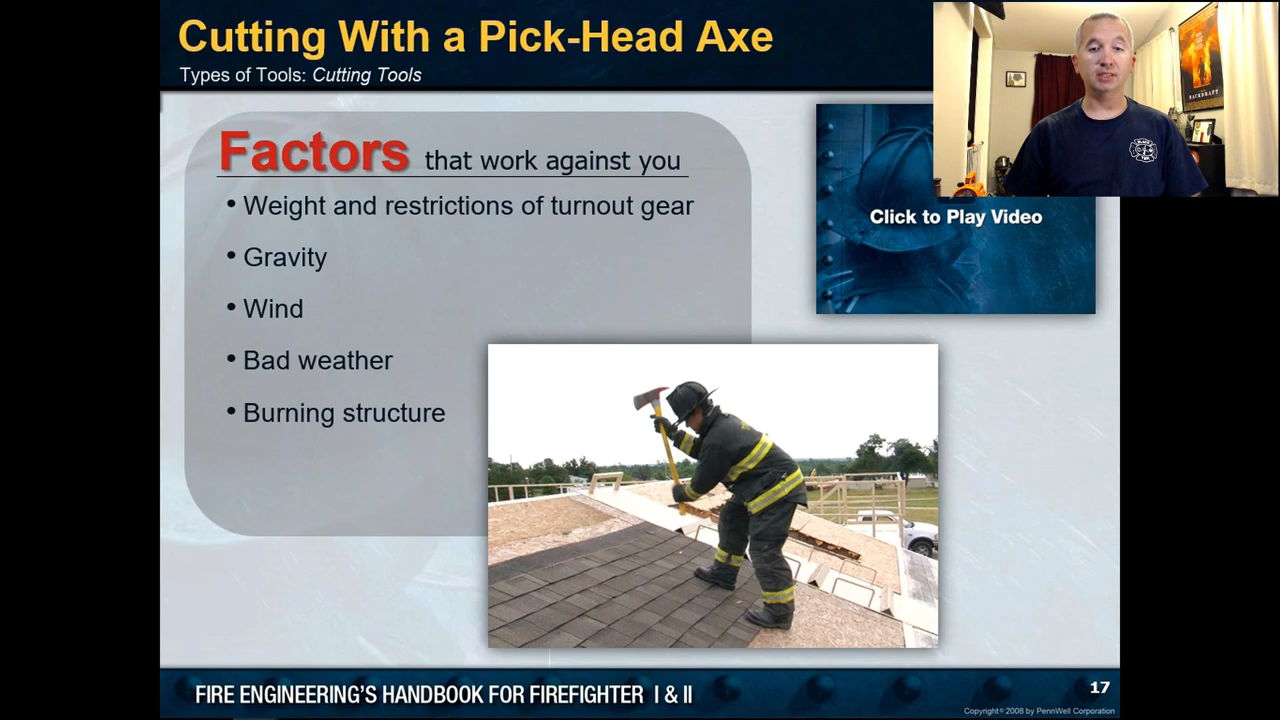 Cutting With a Pick-Head Axe
Types of Tools: Cutting Tools
Factors that work against you
• Weight and restrictions of turnout gear
• Gravity
• Wind
• Bad weather
• Burning structure
Click to Play Video
BACKDRAFT
FIRE ENGINEERING'S HANDBOOK FOR FIREFIGHTER I & II
17
Copyright © 2008 by PennWell Corporation